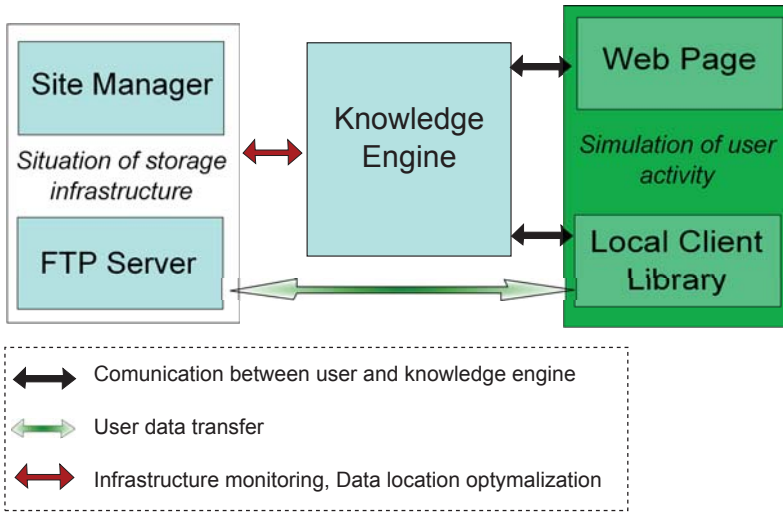 Site Manager
Situation of storage
infrastructure
FTP Server
Knowledge
Engine
Web Page
Simulation of user
activity
Local Client
Library
Comunication between user and knowledge engine
User data transfer
Infrastructure monitoring, Data location optymalization